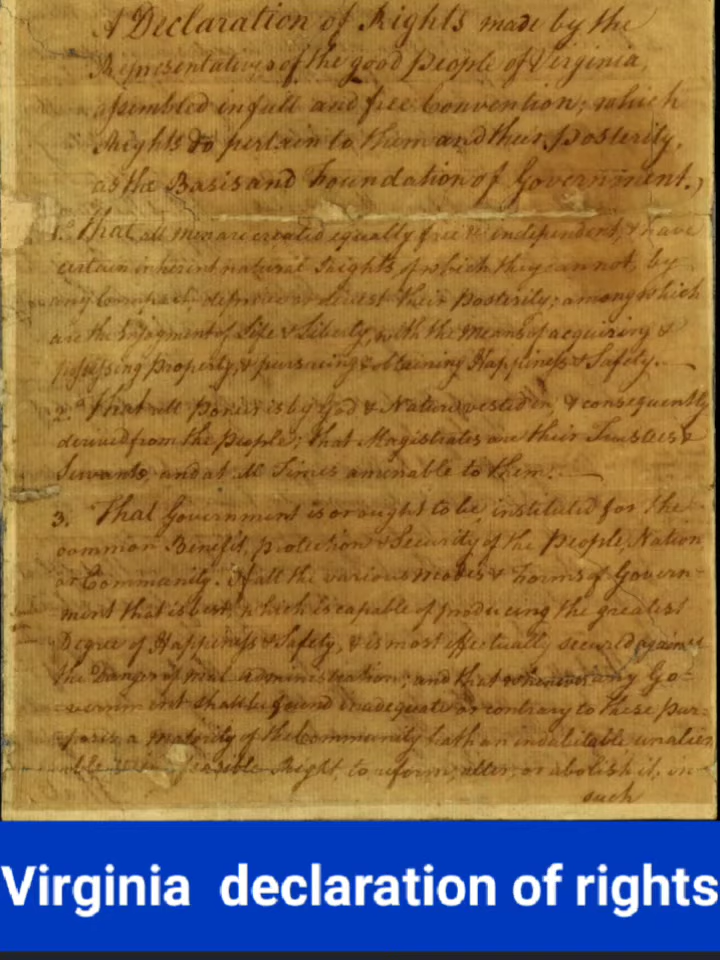 A Declaration of Rights made by the
Representatives of the good People of Virginia,
assembled in full and free Convention; which
Rights do pertain to them and their Posterity,
as the Basis and Foundation of Government.
1. That all men are created equally free & independent, & have
certain inherent natural Rights, of which they cannot, by
any Compact, deprive or divest their Posterity; among which
are the Enjoyment of Life & Liberty, with the Means of acquiring &
possessing Property, & pursueing & obtaining Happiness & Safety.
2. That all Power is by God & Nature vested in, & consequently
derived from the People; that Magistrates are their Trustees &
Servants, and at all Times amenable to them.
3. That Government is or ought to be, instituted for the
common Benefit, Protection & Security of the People, Nation
or Community. Of all the various Modes & Forms of Govern-
ment that is best, which is capable of producing the greatest
Degree of Happiness & Safety, & is most effectually secured against
the Danger of mal-administration; and that whenever any Go-
vernment shall be found inadequate or contrary to these pur-
poses, a majority of the Community hath an indubitable unalien
able Right, to reform, alter, or abolish it, in
such
Virginia declaration of rights